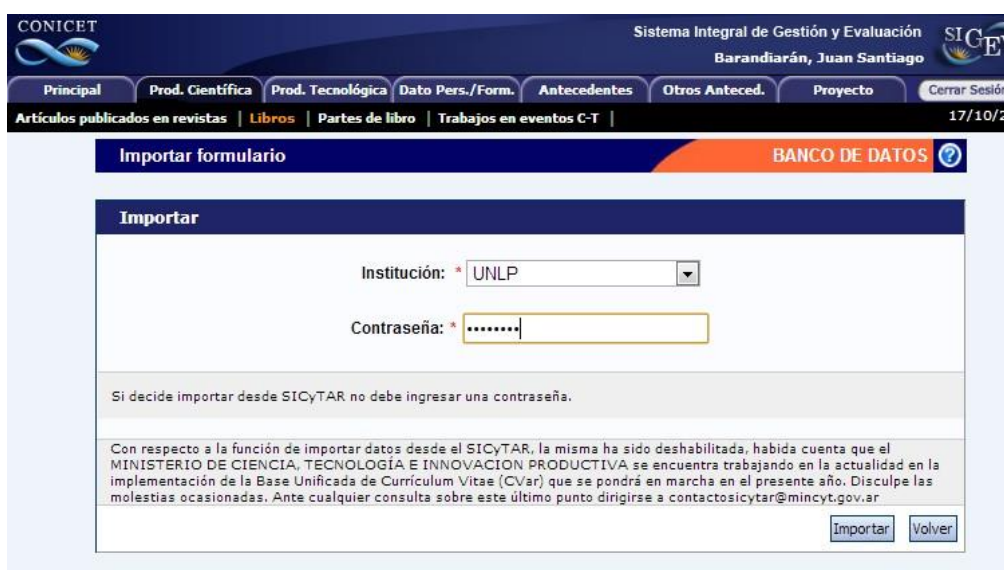 CONICET
Sistema Integral de Gestión y Evaluación
SIGEV
Barandiarán, Juan Santiago
Principal Prod. Científica Prod. Tecnológica Dato Pers./Form. Antecedentes Otros Anteced. Proyecto Cerrar Sesión
Artículos publicados en revistas | Libros | Partes de libro | Trabajos en eventos C-T | 17/10/2
Importar formulario BANCO DE DATOS ?
Importar
Institución: * UNLP
Contraseña: * ••••••••
Si decide importar desde SICyTAR no debe ingresar una contraseña.
Con respecto a la función de importar datos desde el SICyTAR, la misma ha sido deshabilitada, habida cuenta que el
MINISTERIO DE CIENCIA, TECNOLOGÍA E INNOVACION PRODUCTIVA se encuentra trabajando en la actualidad en la
implementación de la Base Unificada de Currículum Vitae (CVar) que se pondrá en marcha en el presente año. Disculpe las
molestias ocasionadas. Ante cualquier consulta sobre este último punto dirigirse a contactosicytar@mincyt.gov.ar
Importar Volver